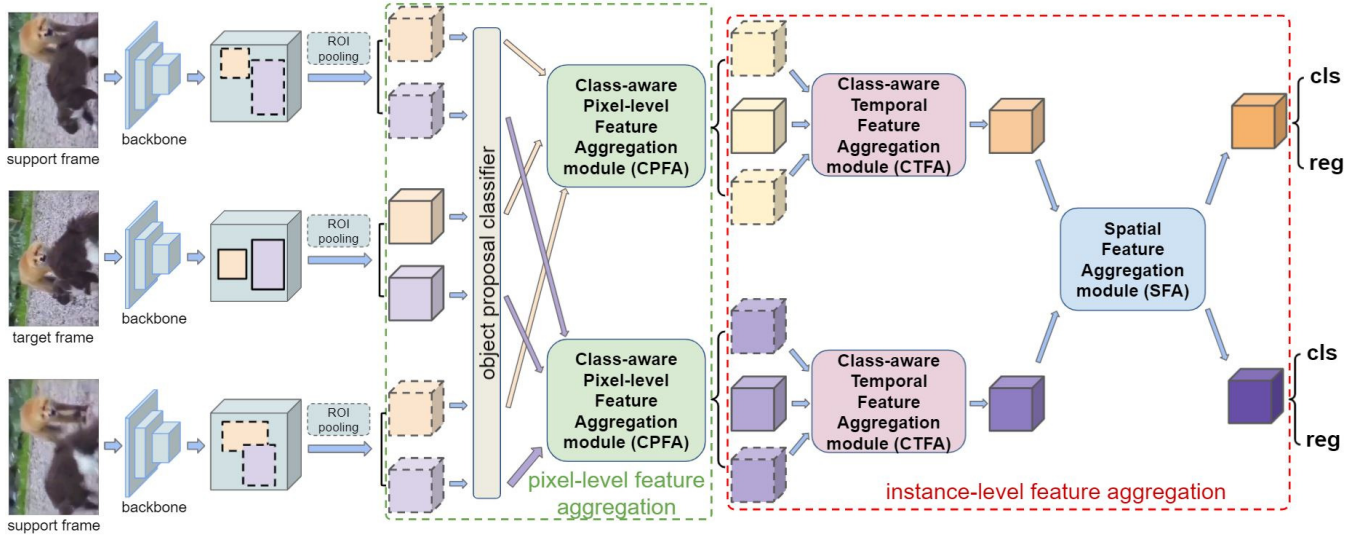 support frame
backbone
ROI
pooling
target frame
backbone
ROI
pooling
support frame
backbone
ROI
pooling
object proposal classifier
Class-aware
Pixel-level
Feature
Aggregation
module (CPFA)
Class-aware
Pixel-level
Feature
Aggregation
module (CPFA)
pixel-level feature
aggregation
Class-aware
Temporal
Feature
Aggregation
module (CTFA)
Class-aware
Temporal
Feature
Aggregation
module (CTFA)
Spatial
Feature
Aggregation
module (SFA)
cls
reg
cls
reg
instance-level feature aggregation